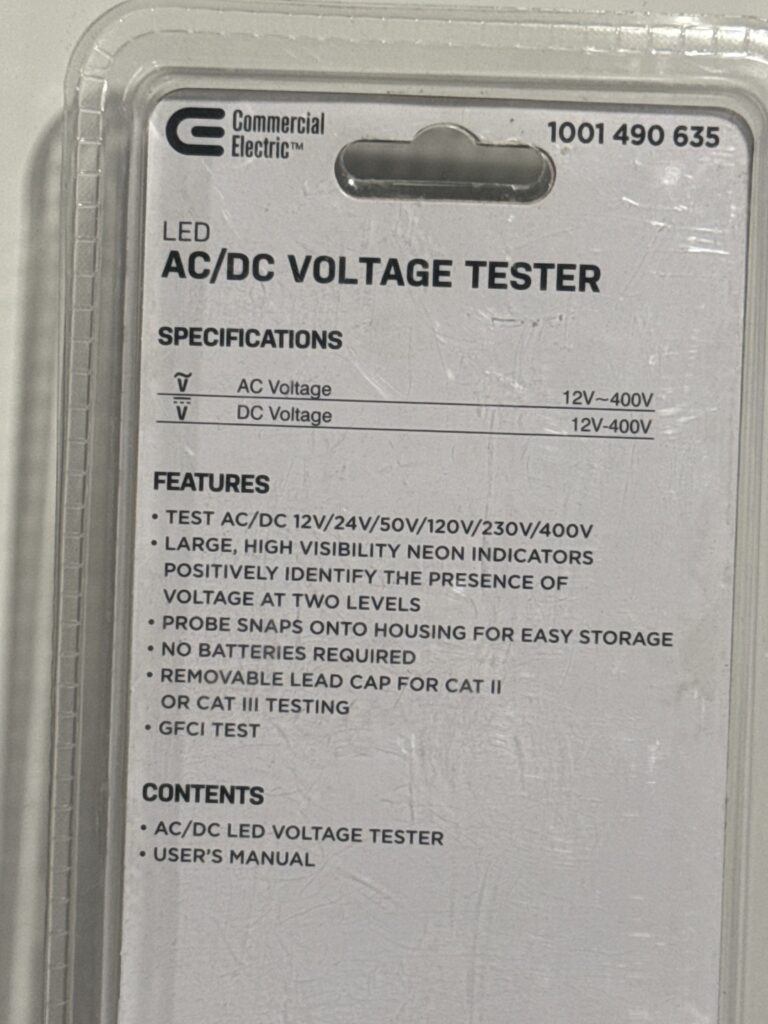 Commercial
Electric™
1001 490 635
LED
AC/DC VOLTAGE TESTER
SPECIFICATIONS
Ṽ AC Voltage 12V~400V
V DC Voltage 12V-400V
FEATURES
• TEST AC/DC 12V/24V/50V/120V/230V/400V
• LARGE, HIGH VISIBILITY NEON INDICATORS
POSITIVELY IDENTIFY THE PRESENCE OF
VOLTAGE AT TWO LEVELS
• PROBE SNAPS ONTO HOUSING FOR EASY STORAGE
• NO BATTERIES REQUIRED
• REMOVABLE LEAD CAP FOR CAT II
OR CAT III TESTING
• GFCI TEST
CONTENTS
• AC/DC LED VOLTAGE TESTER
• USER'S MANUAL